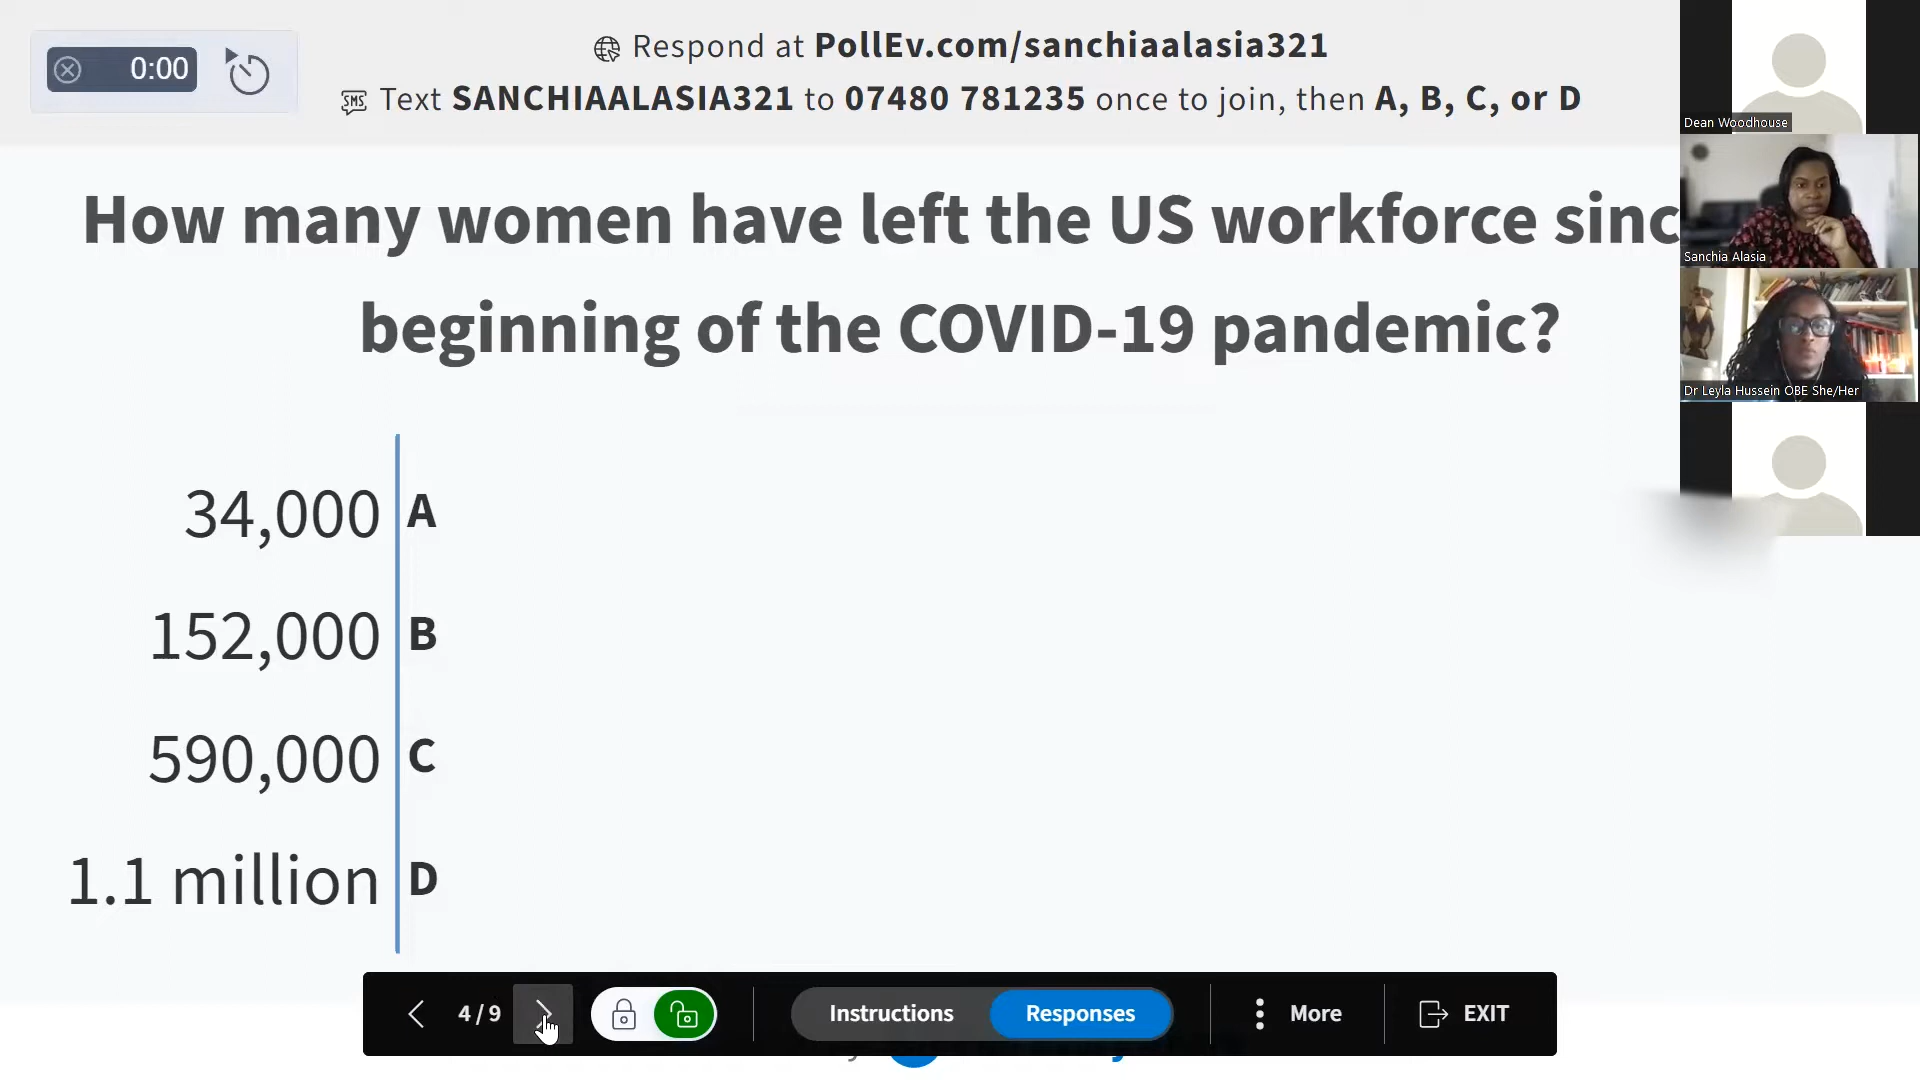 0:00
Respond at PollEv.com/sanchiaalasia321
SMS Text SANCHIAALASIA321 to 07480 781235 once to join, then A, B, C, or D
How many women have left the US workforce sinc
beginning of the COVID-19 pandemic?
34,000 A
152,000 B
590,000 C
1.1 million D
4 / 9
Instructions
Responses
More
EXIT
Dean Woodhouse
Sanchia Alasia
Dr Leyla Hussein OBE She/Her